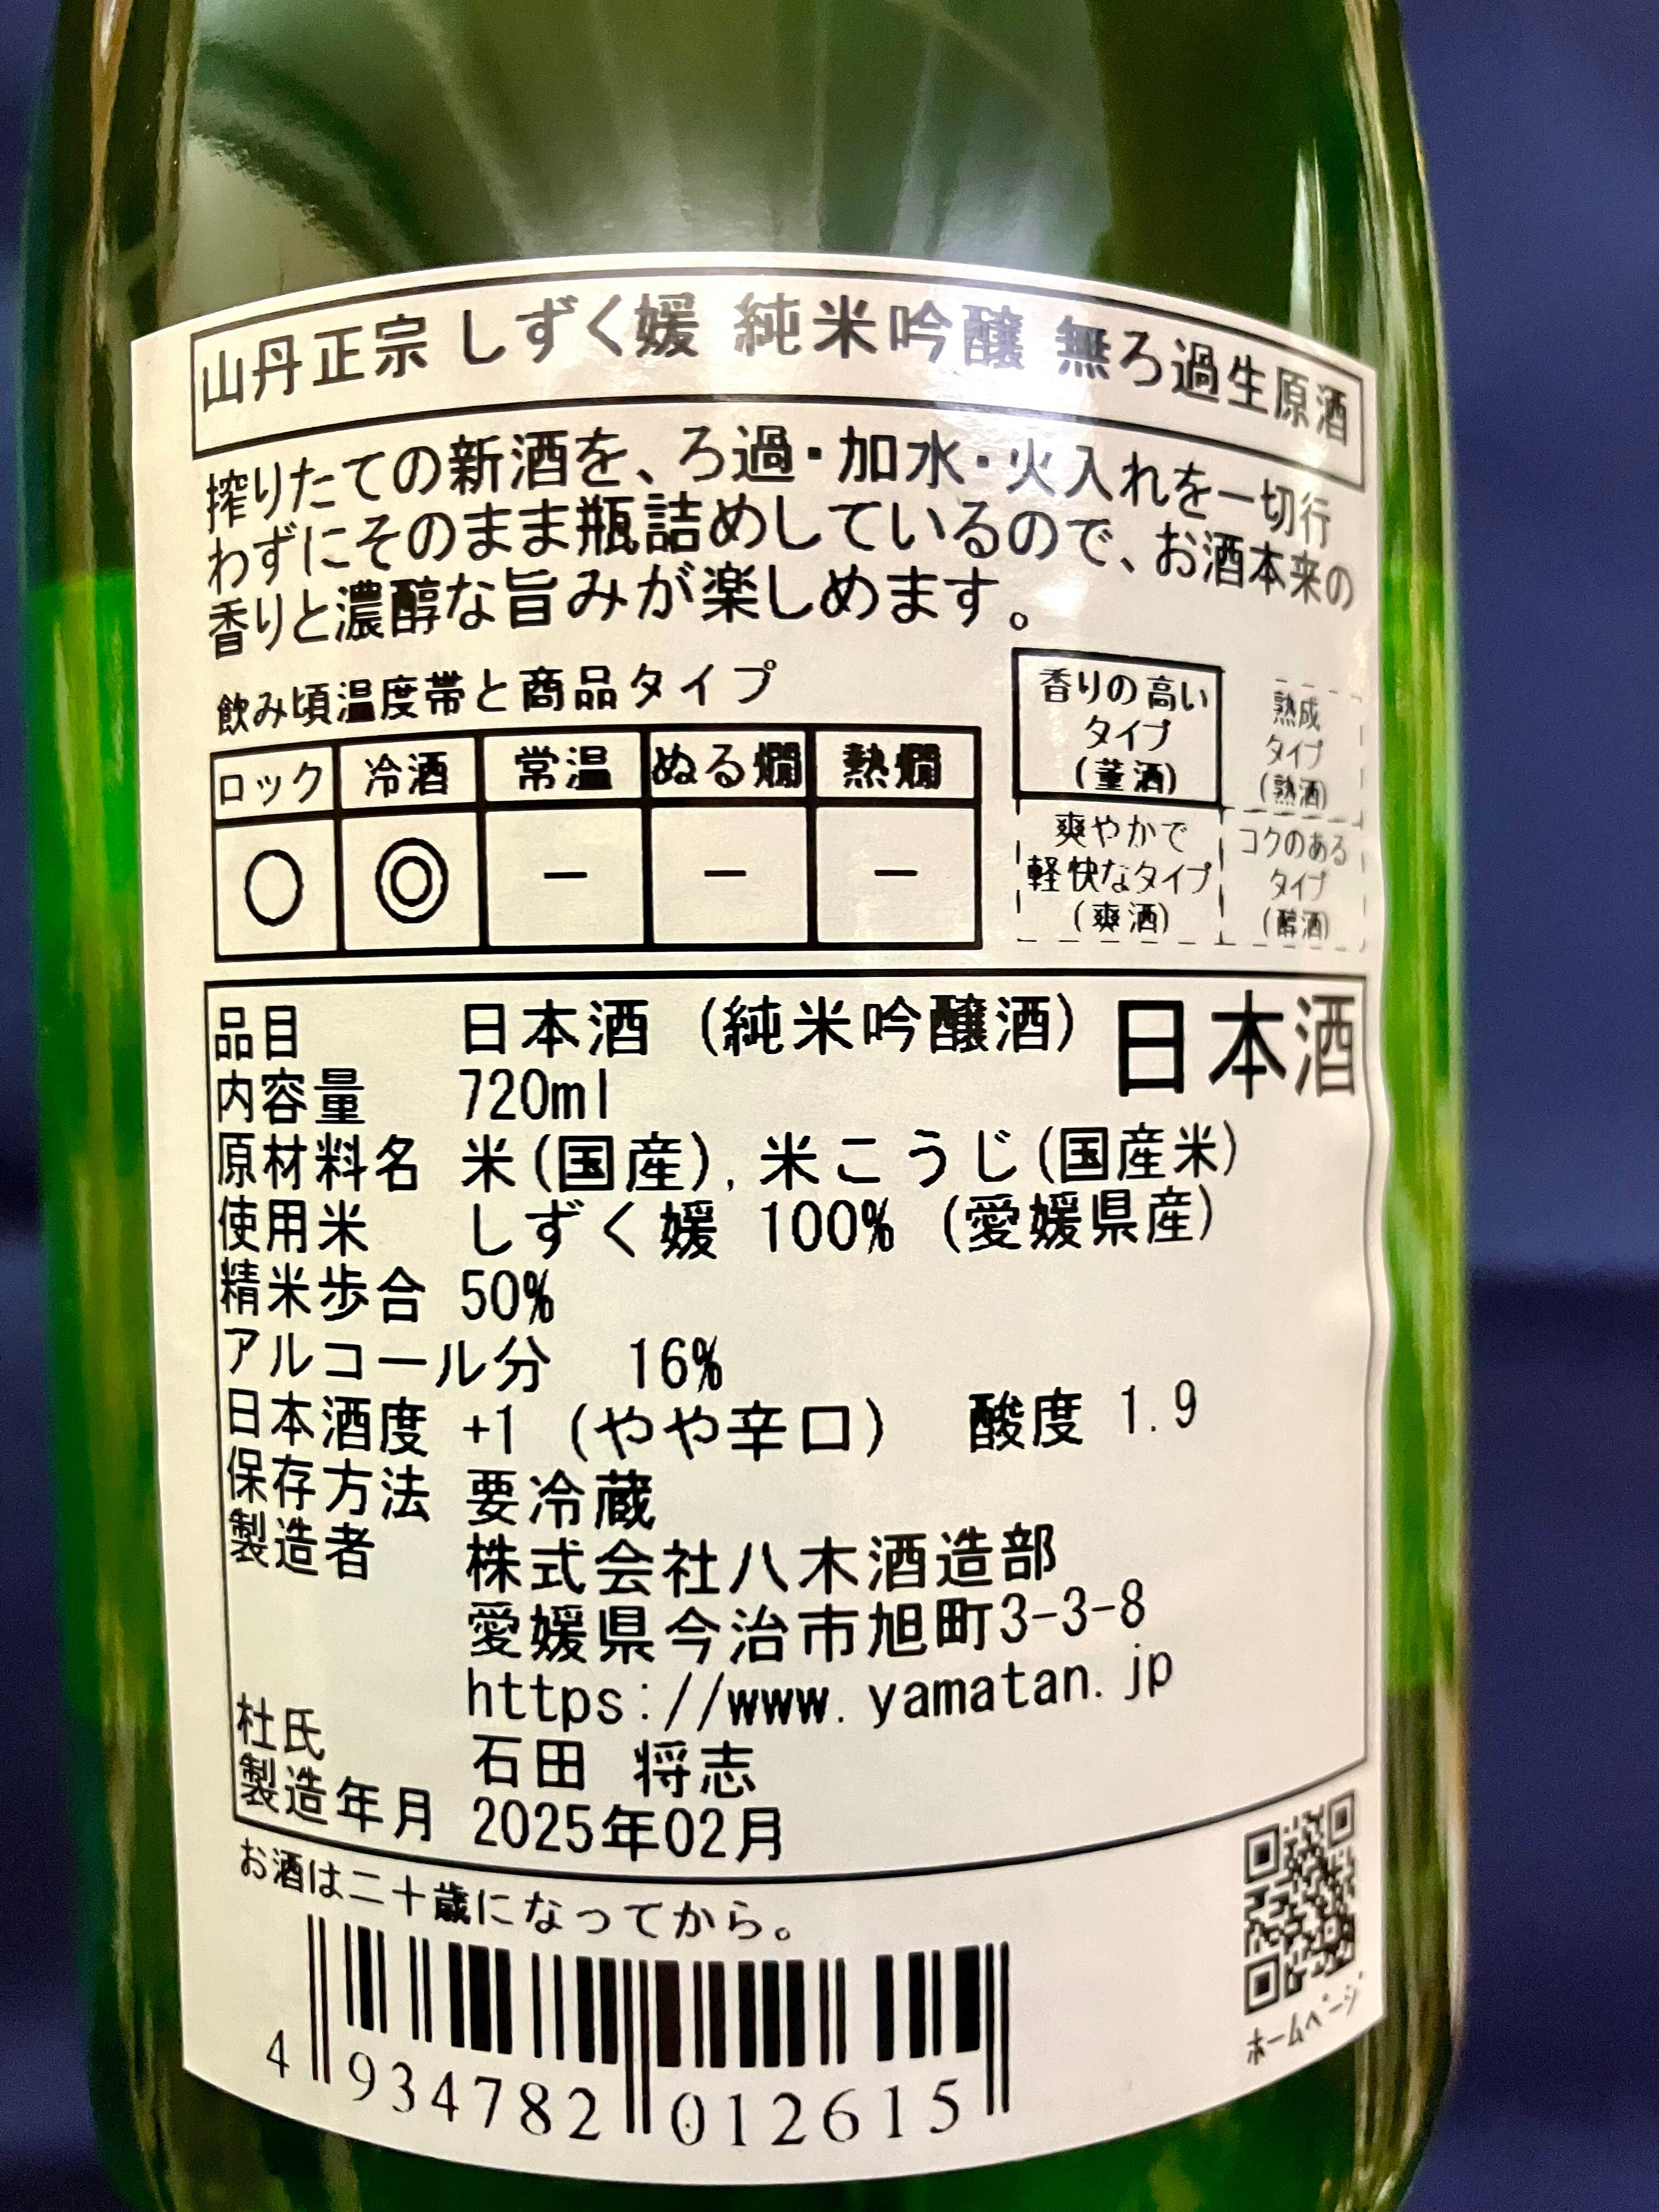 山丹正宗 しずく媛 純米吟醸 無ろ過生原酒
搾りたての新酒を、ろ過・加水・火入れを一切行
わずにそのまま瓶詰めしているので、お酒本来の
香りと濃醇な旨みが楽しめます。
飲み頃温度帯と商品タイプ
ロック 冷酒 常温 ぬる燗 熱燗
○ ◎ － － －
香りの高い
タイプ
(薫酒)
熟成
タイプ
(熟酒)
爽やかで
軽快なタイプ
(爽酒)
コクのある
タイプ
(醇酒)
品目 日本酒 (純米吟醸酒) 日本酒
内容量 720ml
原材料名 米(国産),米こうじ(国産米)
使用米 しずく媛 100% (愛媛県産)
精米歩合 50%
アルコール分 16%
日本酒度 +1 (やや辛口) 酸度 1.9
保存方法 要冷蔵
製造者 株式会社八木酒造部
愛媛県今治市旭町3-3-8
https://www.yamatan.jp
杜氏 石田 将志
製造年月 2025年02月
お酒は二十歳になってから。
4 934782 012615
ホームページ